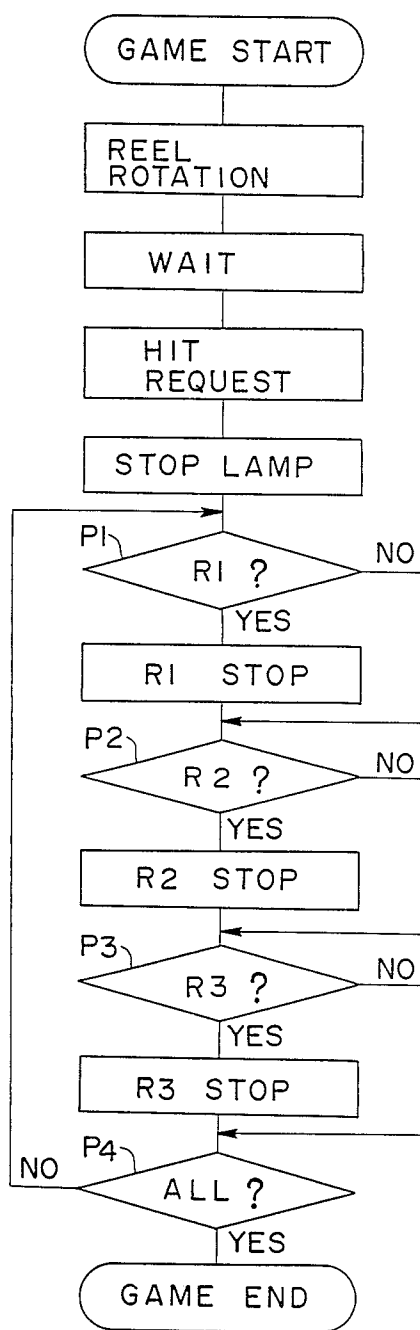 GAME START
REEL
ROTATION
WAIT
HIT
REQUEST
STOP LAMP
P1
R1 ?
NO
YES
R1 STOP
P2
R2 ?
NO
YES
R2 STOP
P3
R3 ?
NO
YES
R3 STOP
P4
NO
ALL ?
YES
GAME END